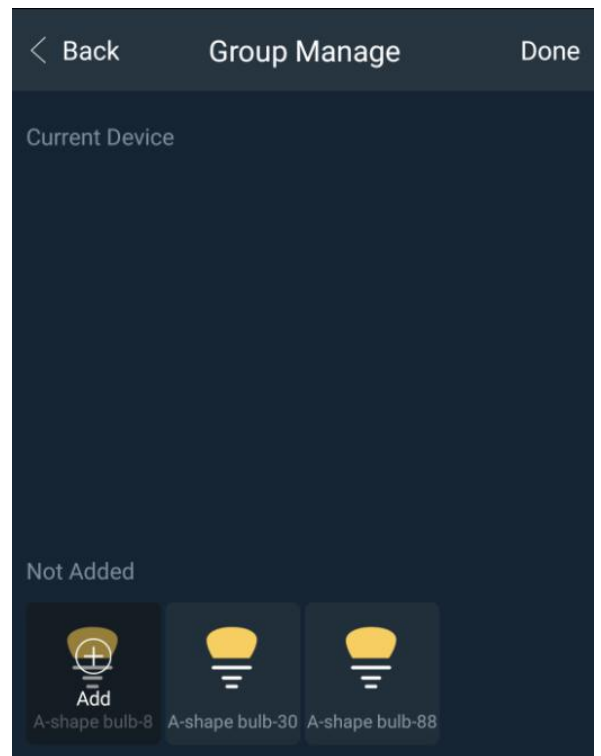 Back Group Manage Done
Current Device
Not Added
Add
A-shape bulb-8 A-shape bulb-30 A-shape bulb-88